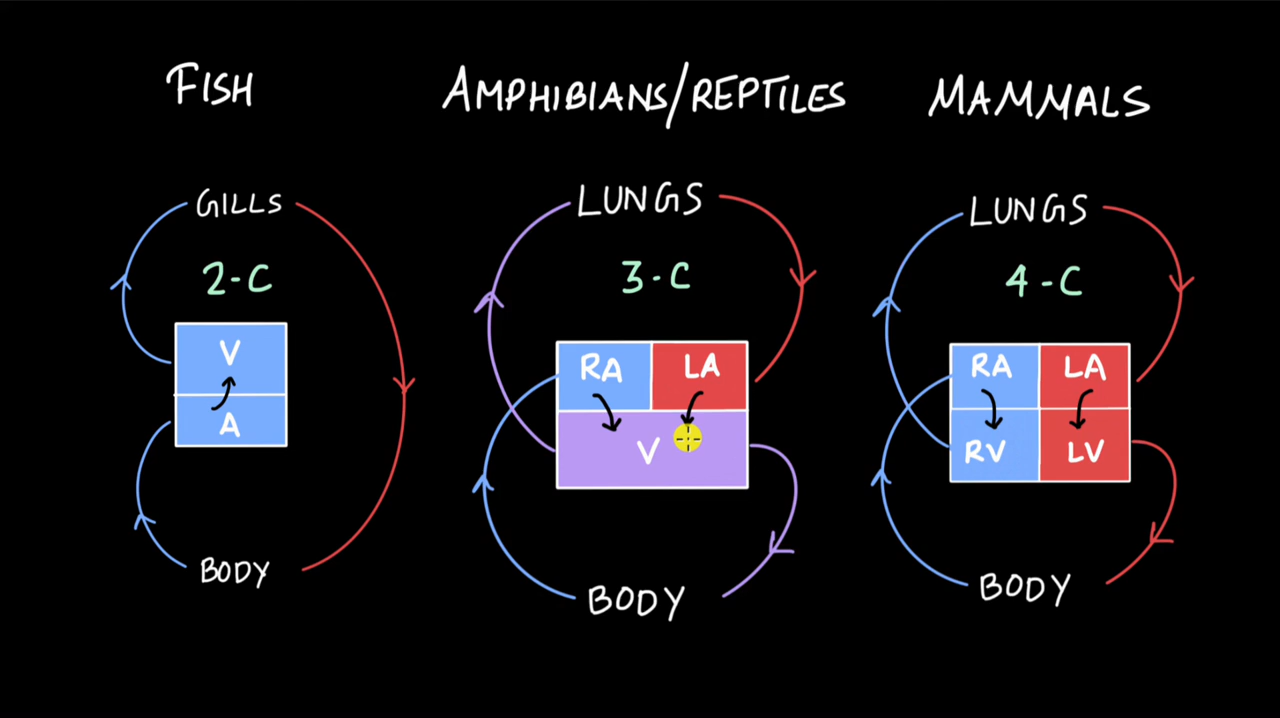 FISH
GILLS
2-C
V
A
BODY
AMPHIBIANS/REPTILES
LUNGS
3-C
RA LA
V
BODY
MAMMALS
LUNGS
4-C
RA LA
RV LV
BODY